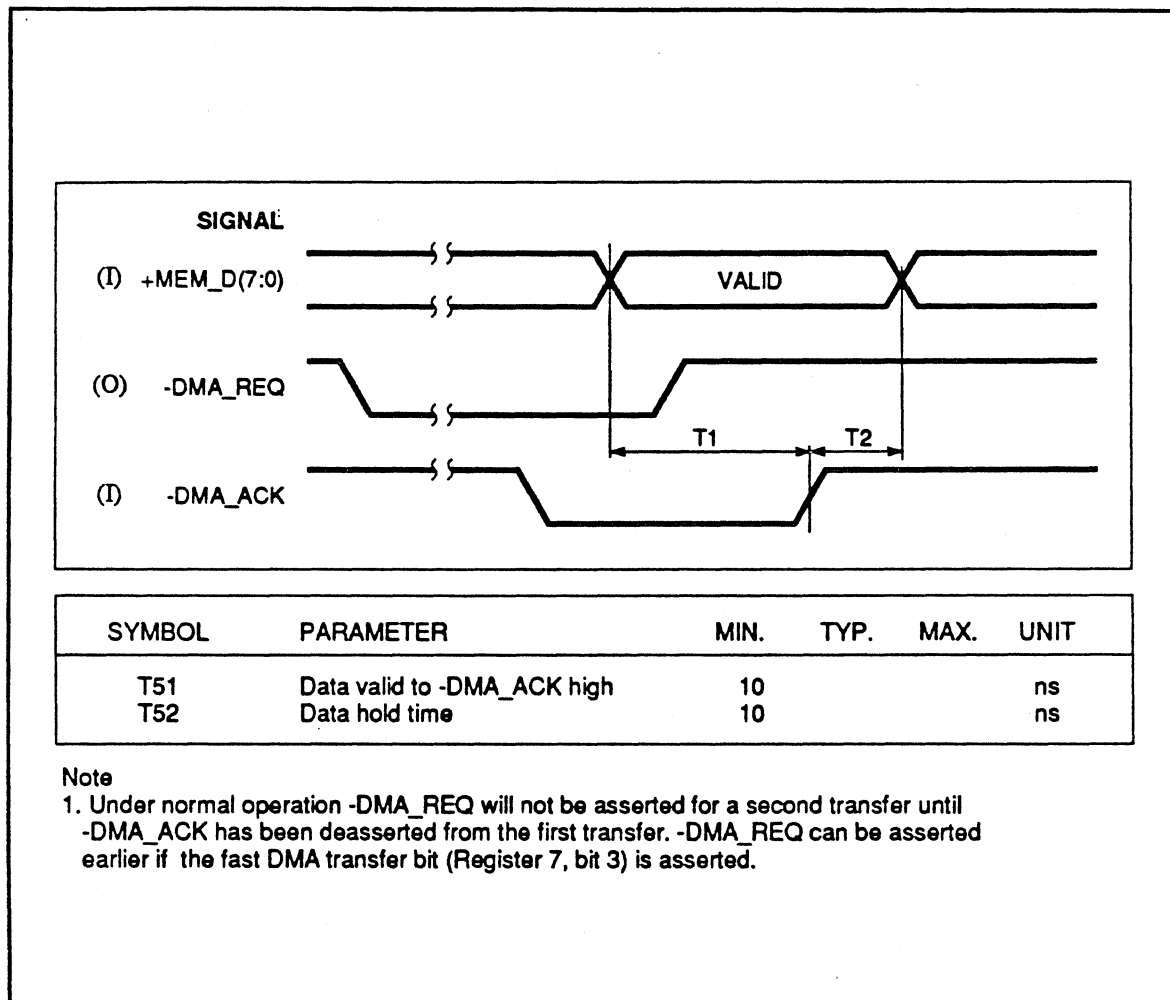 SIGNAL
(I) +MEM_D(7:0) VALID
(O) -DMA_REQ
T1 T2
(I) -DMA_ACK
SYMBOL PARAMETER MIN. TYP. MAX. UNIT
T51 Data valid to -DMA_ACK high 10 ns
T52 Data hold time 10 ns
Note
1. Under normal operation -DMA_REQ will not be asserted for a second transfer until
-DMA_ACK has been deasserted from the first transfer. -DMA_REQ can be asserted
earlier if the fast DMA transfer bit (Register 7, bit 3) is asserted.